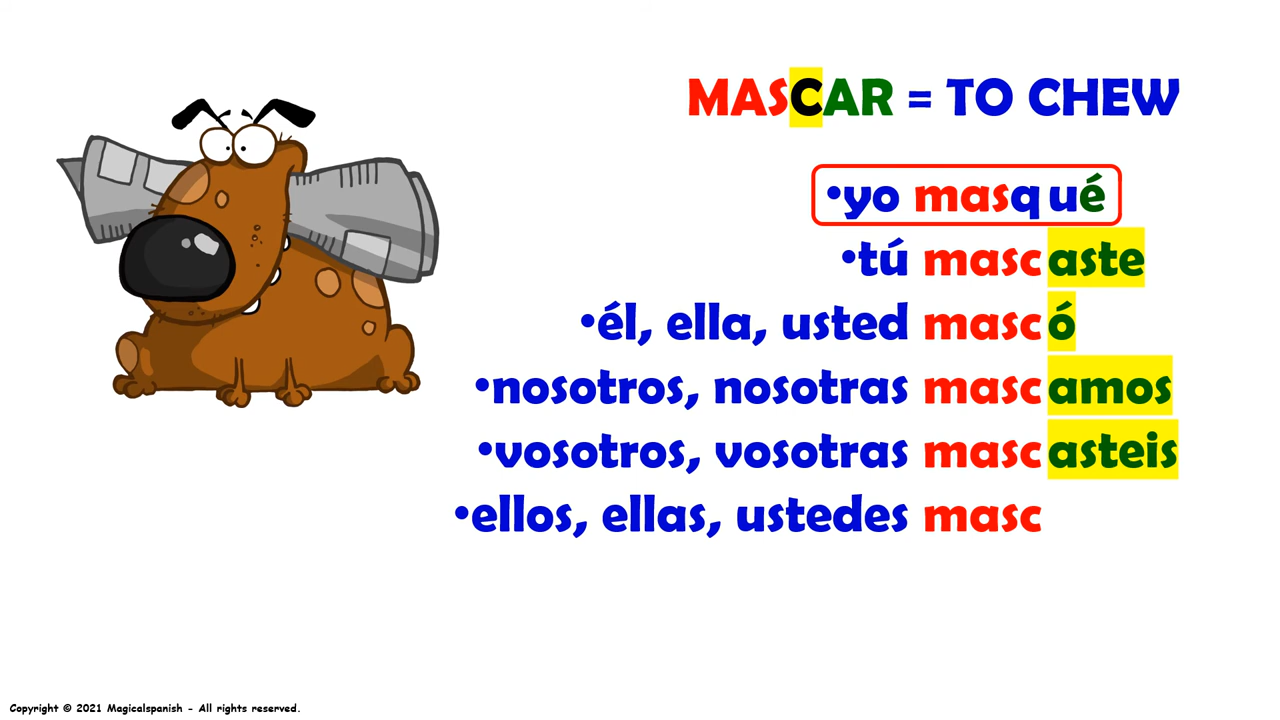 MASCAR = TO CHEW
•yo masqué
•tú mascaste
•él, ella, usted mascó
•nosotros, nosotras mascamos
•vosotros, vosotras mascasteis
•ellos, ellas, ustedes masc
Copyright © 2021 Magicalspanish - All rights reserved.